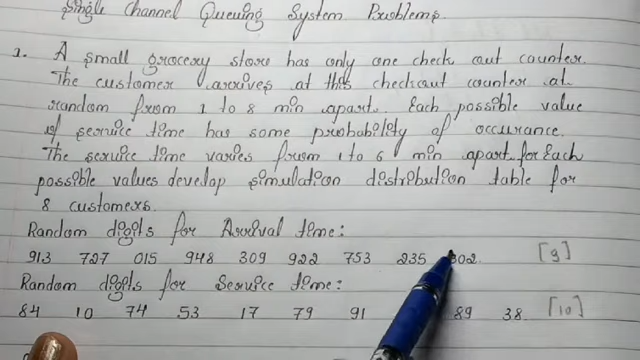 Single Channel Queuing System Problems.
1. A small grocery store has only one check out counter.
The customer arrives at this checkout counter at
random from 1 to 8 min apart. Each possible value
of service time has some probability of occurance.
The service time varies from 1 to 6 min apart for Each
possible values develop simulation distribution table for
8 customers.
Random digits for Arrival time:
913 727 015 948 309 922 753 235 302 [9]
Random digits for Service time:
84 10 74 53 17 79 91 89 38 [10]